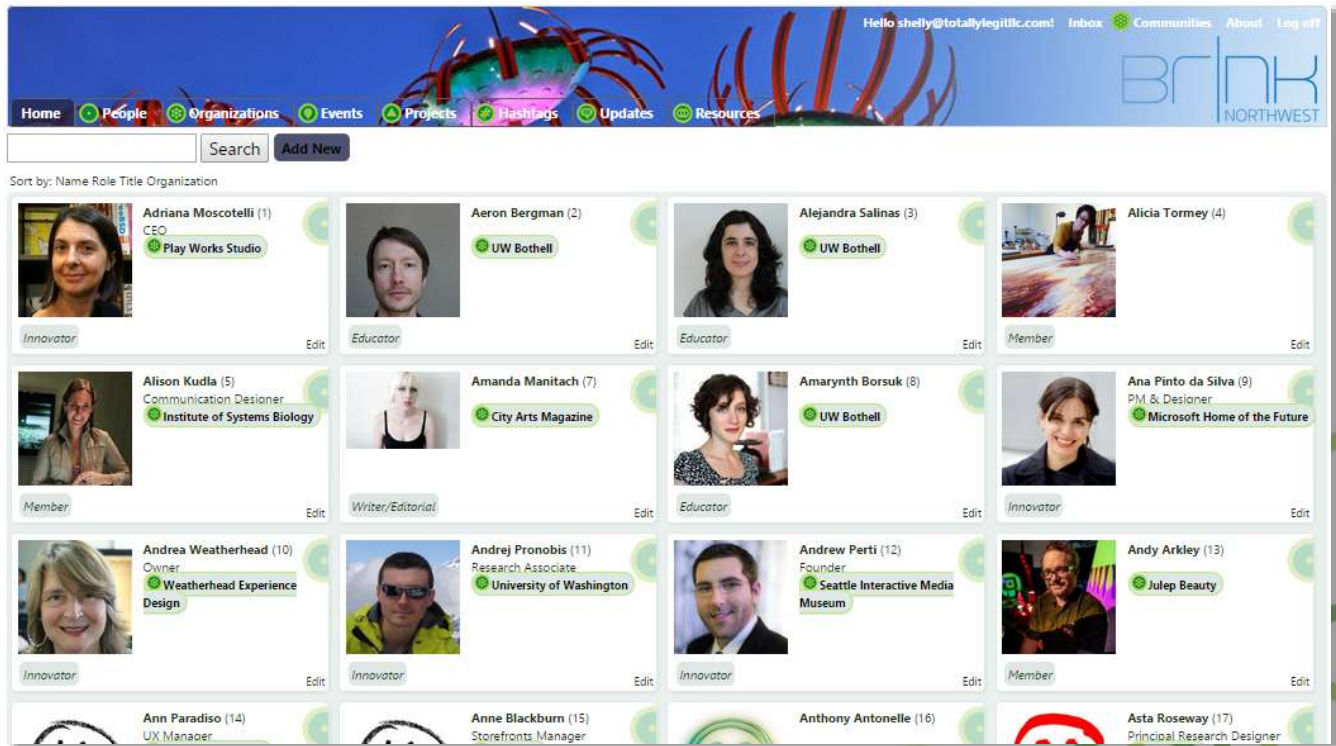 Hello shelly@totallylegitllc.com! Inbox Communities About Log off
BrINK
NORTHWEST
Home People Organizations Events Projects Hashtags Updates Resources
Search Add New
Sort by: Name Role Title Organization
Adriana Moscotelli (1)
CEO
Play Works Studio
Innovator
Edit
Aeron Bergman (2)
UW Bothell
Educator
Edit
Alejandra Salinas (3)
UW Bothell
Educator
Edit
Alicia Tormey (4)
Member
Edit
Alison Kudla (5)
Communication Designer
Institute of Systems Biology
Member
Edit
Amanda Manitach (7)
City Arts Magazine
Writer/Editorial
Edit
Amarynth Borsuk (8)
UW Bothell
Educator
Edit
Ana Pinto da Silva (9)
PM & Designer
Microsoft Home of the Future
Innovator
Edit
Andrea Weatherhead (10)
Owner
Weatherhead Experience
Design
Innovator
Edit
Andrej Pronobis (11)
Research Associate
University of Washington
Innovator
Edit
Andrew Perti (12)
Founder
Seattle Interactive Media
Museum
Innovator
Edit
Andy Arkley (13)
Julep Beauty
Member
Edit
Ann Paradiso (14)
UX Manager
Anne Blackburn (15)
Storefronts Manager
Anthony Antonelle (16)
Asta Roseway (17)
Principal Research Designer